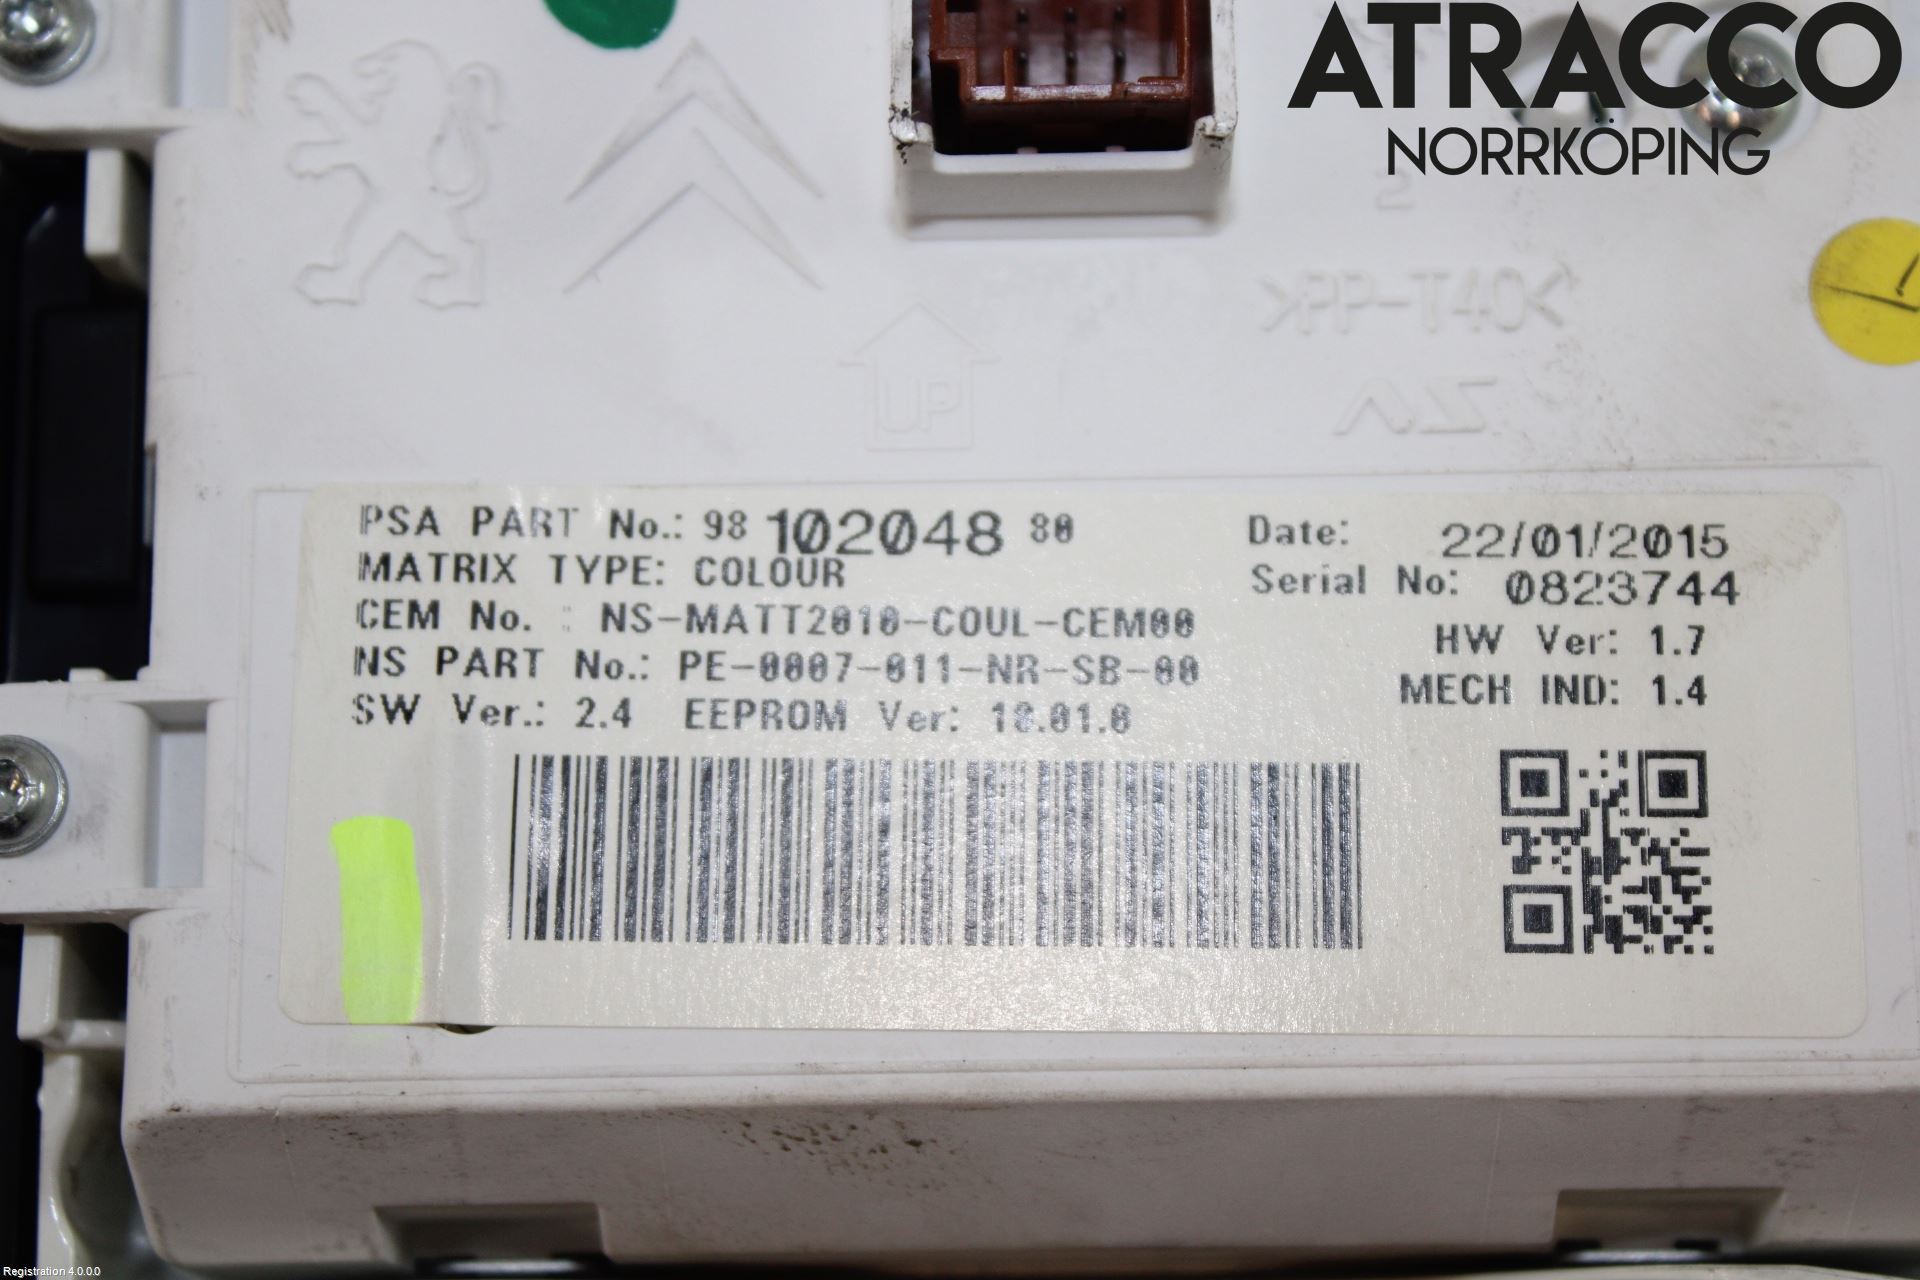 ATRACCO
NORRKÖPING
2
>PP-T40<
UP
PSA PART No.: 98 102048 80
MATRIX TYPE: COLOUR
CEM No. : NS-MATT2010-COUL-CEM00
NS PART No.: PE-0007-011-NR-SB-00
SW Ver.: 2.4 EEPROM Ver: 10.01.0
Date: 22/01/2015
Serial No: 0823744
HW Ver: 1.7
MECH IND: 1.4
Registration 4.0.0.0